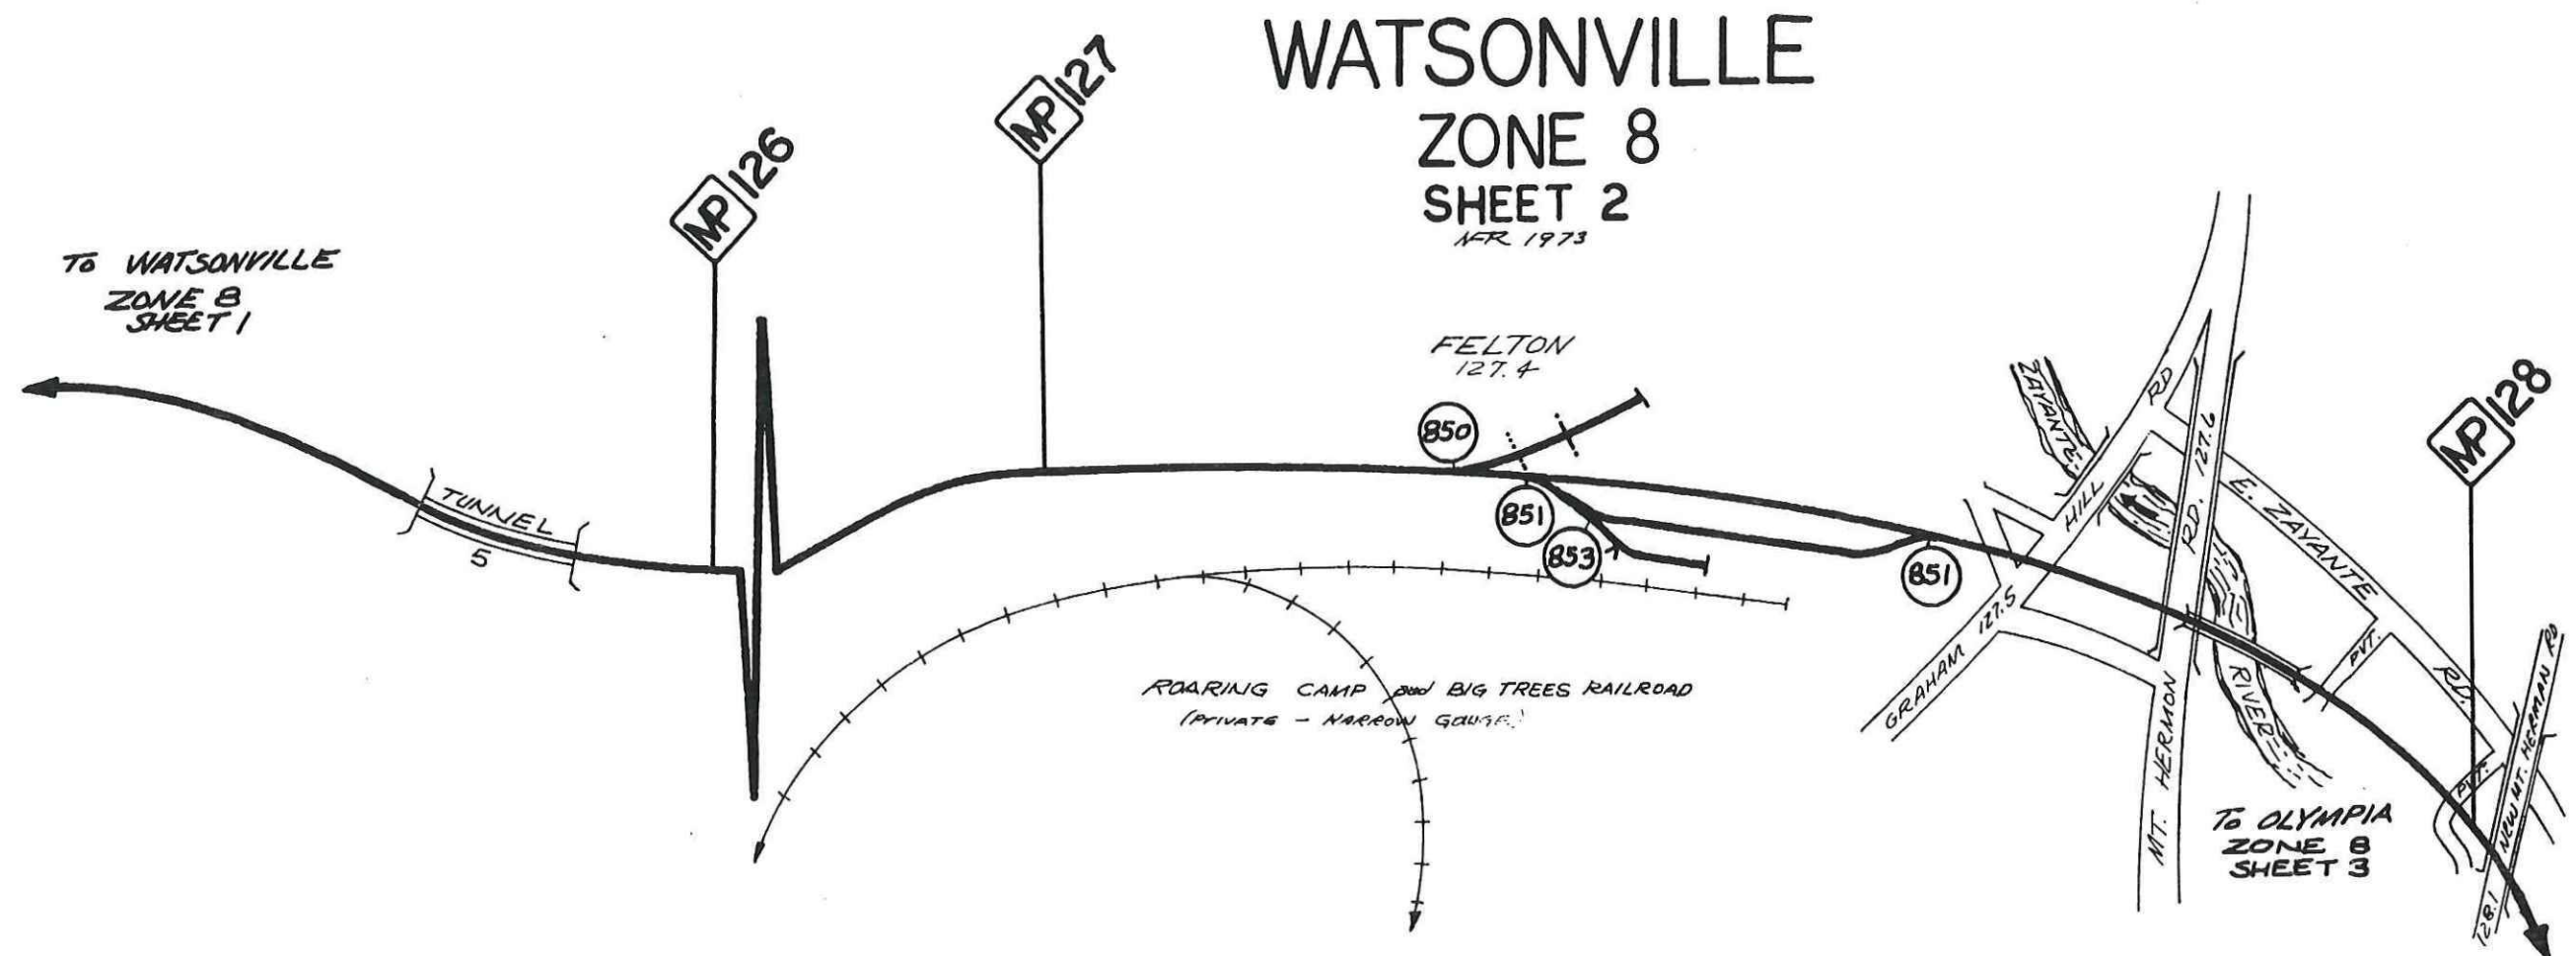 WATSONVILLE
ZONE 8
SHEET 2
NFR 1973
MP 126
MP 127
TO WATSONVILLE
ZONE 8
SHEET 1
TUNNEL
5
FELTON
127.4
850
851
853
851
ROARING CAMP and BIG TREES RAILROAD
(PRIVATE - NARROW GAUGE)
ZAYANTE
RIVER
GRAHAM 127.5
HILL
RD
MT. HERMON
RD. 127.6
E. ZAYANTE
RD.
PVT.
PVT.
MP 128
128.1 NEW MT. HERMAN RD
TO OLYMPIA
ZONE 8
SHEET 3